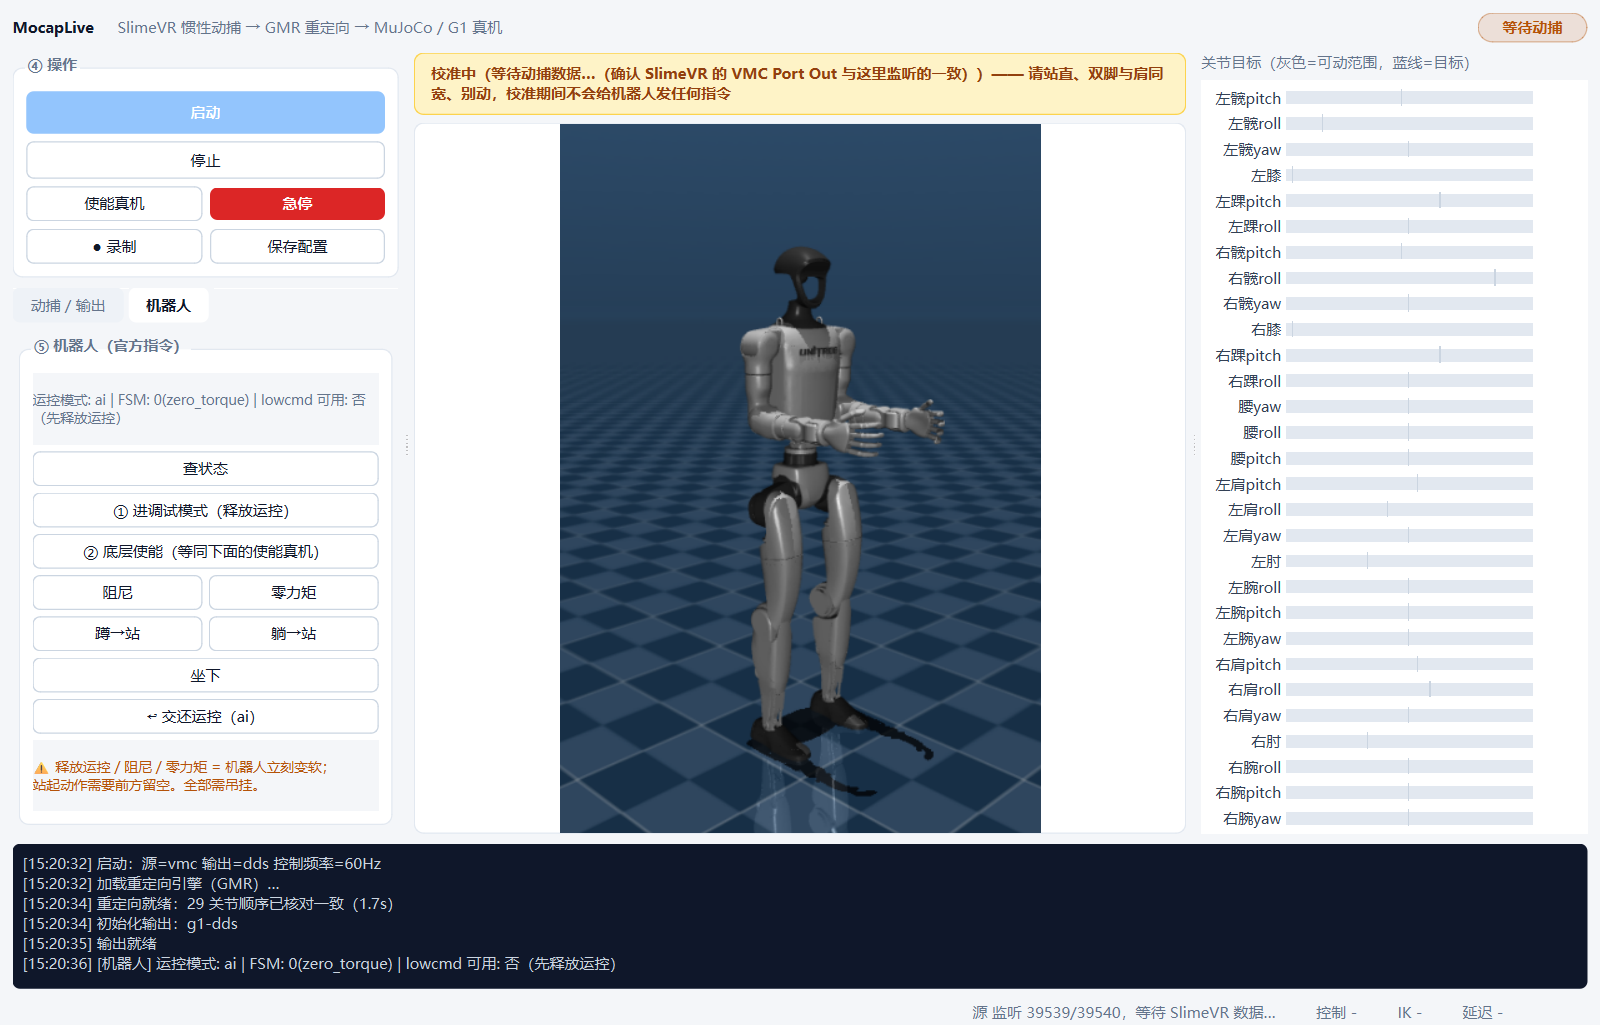 MocapLive
SlimeVR 惯性动捕 → GMR 重定向 → MuJoCo / G1 真机
等待动捕
④ 操作
启动
停止
使能真机
急停
● 录制
保存配置
动捕 / 输出
机器人
⑤ 机器人（官方指令）
运控模式: ai | FSM: 0(zero_torque) | lowcmd 可用: 否
（先释放运控）
查状态
① 进调试模式（释放运控）
② 底层使能（等同下面的使能真机）
阻尼
零力矩
蹲→站
躺→站
坐下
↩ 交还运控（ai）
⚠ 释放运控 / 阻尼 / 零力矩 = 机器人立刻变软；
站起动作需要前方留空。全部需吊挂。
校准中（等待动捕数据…（确认 SlimeVR 的 VMC Port Out 与这里监听的一致））—— 请站直、双脚与肩同
宽、别动，校准期间不会给机器人发任何指令
UNITREE
关节目标（灰色=可动范围，蓝线=目标）
左髋pitch
左髋roll
左髋yaw
左膝
左踝pitch
左踝roll
右髋pitch
右髋roll
右髋yaw
右膝
右踝pitch
右踝roll
腰yaw
腰roll
腰pitch
左肩pitch
左肩roll
左肩yaw
左肘
左腕roll
左腕pitch
左腕yaw
右肩pitch
右肩roll
右肩yaw
右肘
右腕roll
右腕pitch
右腕yaw
[15:20:32] 启动：源=vmc 输出=dds 控制频率=60Hz
[15:20:32] 加载重定向引擎（GMR）…
[15:20:34] 重定向就绪：29 关节顺序已核对一致（1.7s）
[15:20:34] 初始化输出：g1-dds
[15:20:35] 输出就绪
[15:20:36] [机器人] 运控模式: ai | FSM: 0(zero_torque) | lowcmd 可用: 否（先释放运控）
源 监听 39539/39540，等待 SlimeVR 数据…
控制 -
IK -
延迟 -